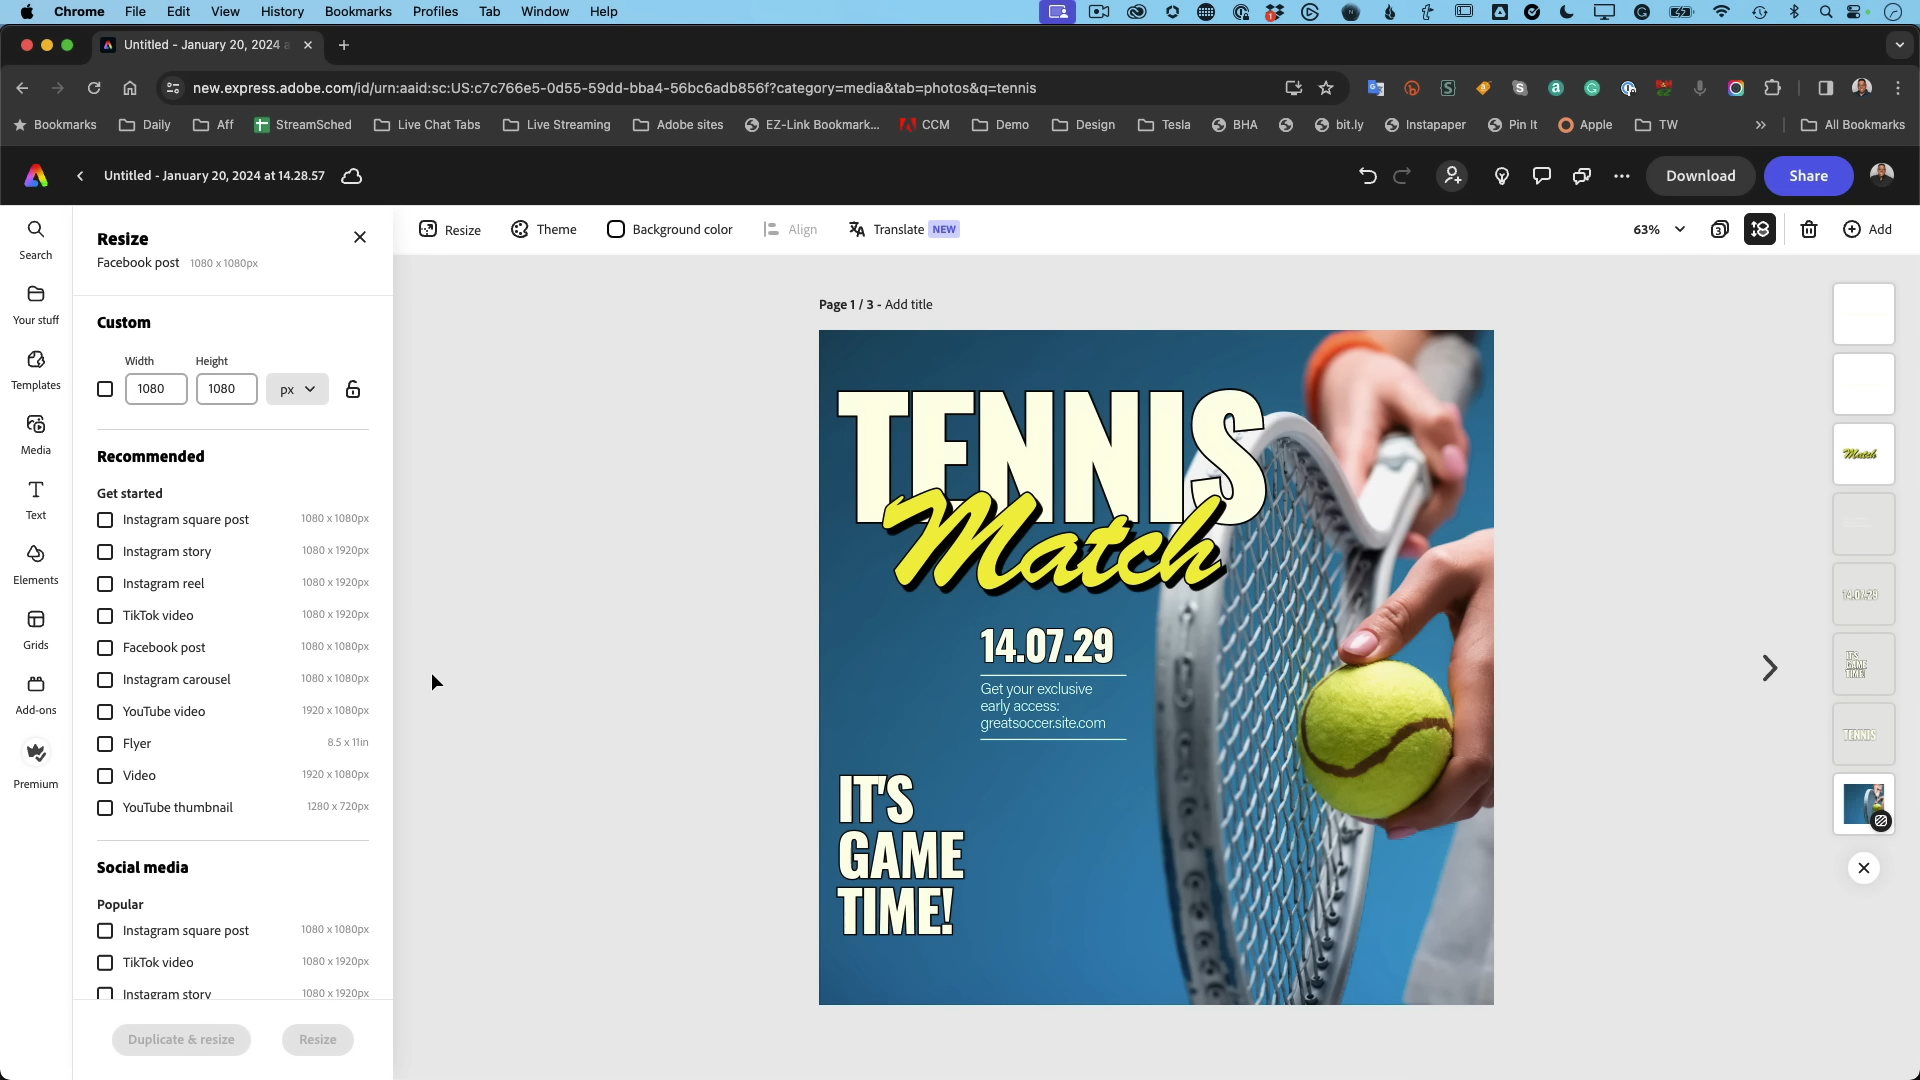 Chrome File Edit View History Bookmarks Profiles Tab Window Help
Untitled - January 20, 2024 a
new.express.adobe.com/id/urn:aaid:sc:US:c7c766e5-0d55-59dd-bba4-56bc6adb856f?category=media&tab=photos&q=tennis
Bookmarks Daily Aff StreamSched Live Chat Tabs Live Streaming Adobe sites EZ-Link Bookmark... CCM Demo Design Tesla BHA bit.ly Instapaper Pin It Apple TW » All Bookmarks
Untitled - January 20, 2024 at 14.28.57
Download Share
Resize Theme Background color Align Translate NEW
63% 3 Add
Search
Your stuff
Templates
Media
Text
Elements
Grids
Add-ons
Premium
Resize
Facebook post 1080 x 1080px
Custom
Width Height
1080 1080 px
Recommended
Get started
Instagram square post 1080 x 1080px
Instagram story 1080 x 1920px
Instagram reel 1080 x 1920px
TikTok video 1080 x 1920px
Facebook post 1080 x 1080px
Instagram carousel 1080 x 1080px
YouTube video 1920 x 1080px
Flyer 8.5 x 11in
Video 1920 x 1080px
YouTube thumbnail 1280 x 720px
Social media
Popular
Instagram square post 1080 x 1080px
TikTok video 1080 x 1920px
Instagram story 1080 x 1920px
Duplicate & resize Resize
Page 1 / 3 - Add title
TENNIS
Match
14.07.29
Get your exclusive
early access:
greatsoccer.site.com
IT'S
GAME
TIME!
Match
14.07.29
IT'S
GAME
TIME!
TENNIS